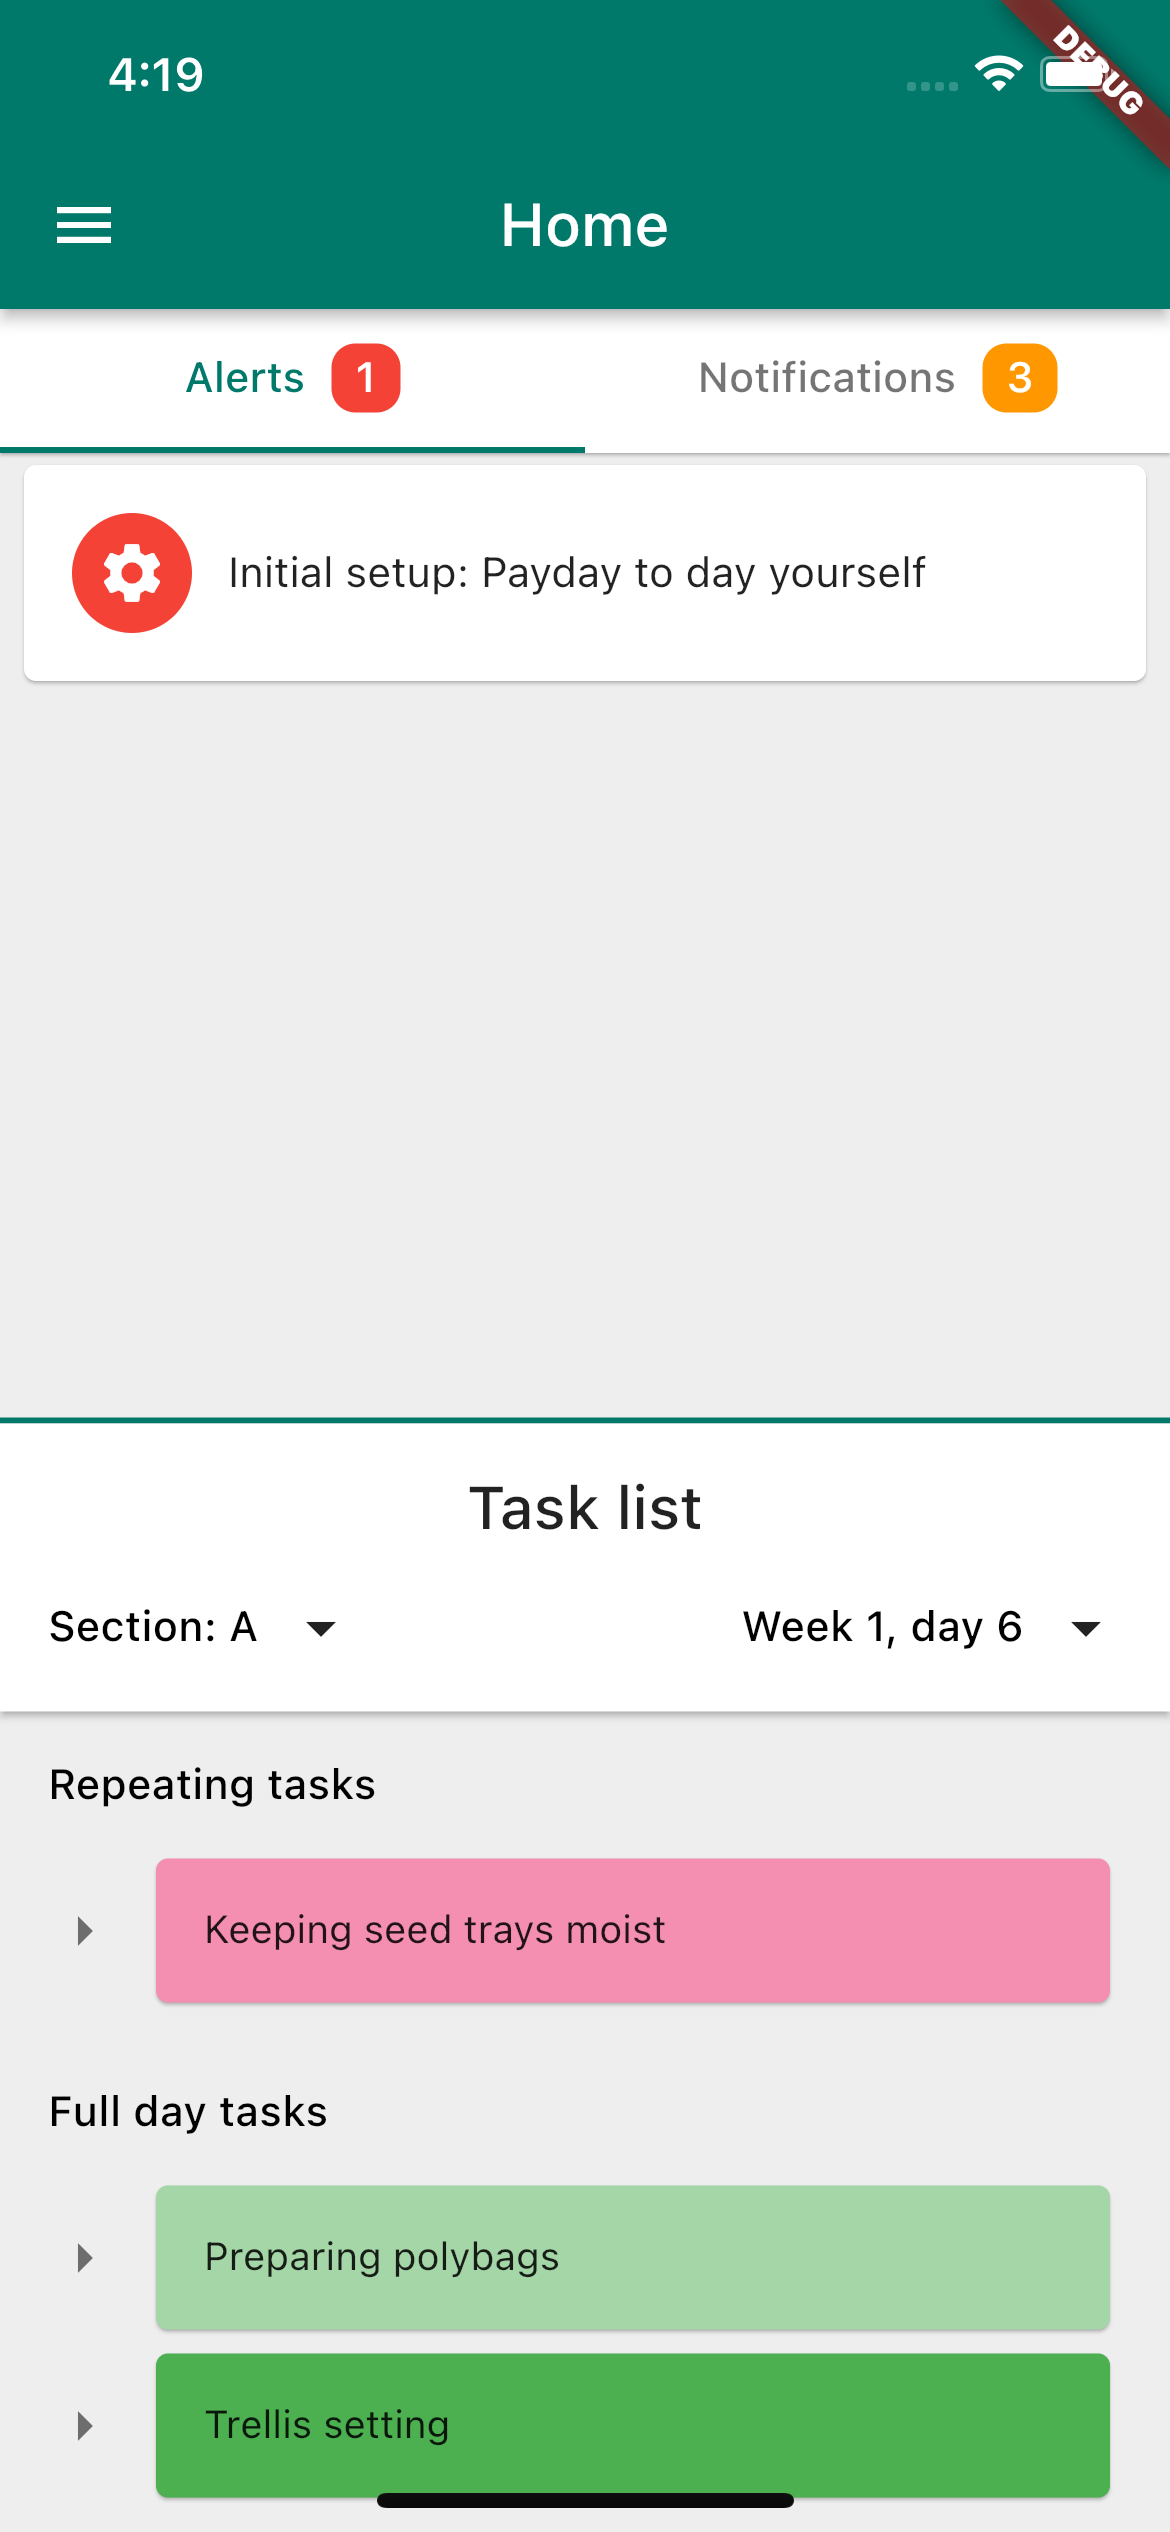 4:19
DEBUG
Home
Alerts 1
Notifications 3
Initial setup: Payday to day yourself
Task list
Section: A
Week 1, day 6
Repeating tasks
Keeping seed trays moist
Full day tasks
Preparing polybags
Trellis setting